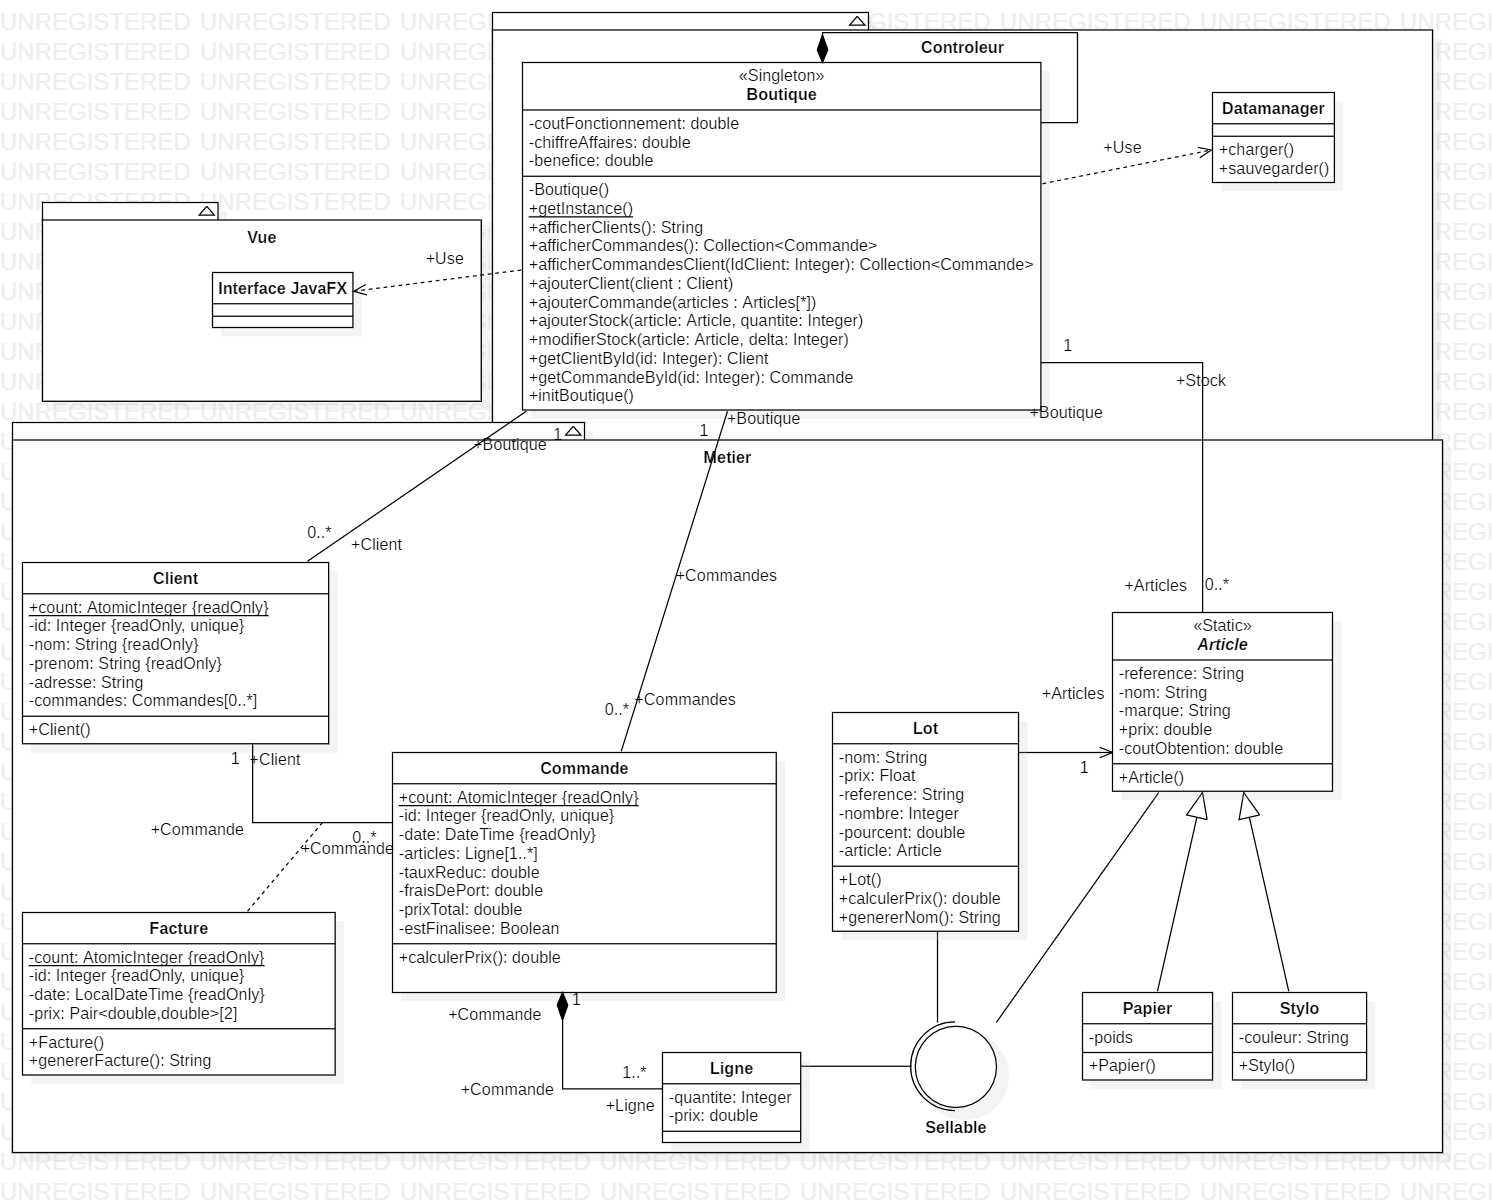 Controleur
«Singleton»
Boutique
-coutFonctionnement: double
-chiffreAffaires: double
-benefice: double
-Boutique()
+getInstance()
+afficherClients(): String
+afficherCommandes(): Collection<Commande>
+afficherCommandesClient(IdClient: Integer): Collection<Commande>
+ajouterClient(client : Client)
+ajouterCommande(articles : Articles[*])
+ajouterStock(article: Article, quantite: Integer)
+modifierStock(article: Article, delta: Integer)
+getClientById(id: Integer): Client
+getCommandeById(id: Integer): Commande
+initBoutique()
Datamanager
+charger()
+sauvegarder()
+Use
Vue
Interface JavaFX
+Use
1
+Stock
+Boutique
+Boutique
1
+Boutique
1
Metier
0..*
+Client
+Commandes
+Articles
0..*
Client
+count: AtomicInteger {readOnly}
-id: Integer {readOnly, unique}
-nom: String {readOnly}
-prenom: String {readOnly}
-adresse: String
-commandes: Commandes[0..*]
+Client()
«Static»
Article
-reference: String
-nom: String
-marque: String
+prix: double
-coutObtention: double
+Article()
+Articles
1
0..*
+Commandes
Lot
-nom: String
-prix: Float
-reference: String
-nombre: Integer
-pourcent: double
-article: Article
+Lot()
+calculerPrix(): double
+genererNom(): String
1
+Client
+Commande
0..*
+Commande
Commande
+count: AtomicInteger {readOnly}
-id: Integer {readOnly, unique}
-date: DateTime {readOnly}
-articles: Ligne[1..*]
-tauxReduc: double
-fraisDePort: double
-prixTotal: double
-estFinalisee: Boolean
+calculerPrix(): double
Facture
-count: AtomicInteger {readOnly}
-id: Integer {readOnly, unique}
-date: LocalDateTime {readOnly}
-prix: Pair<double,double>[2]
+Facture()
+genererFacture(): String
1
+Commande
+Commande
1..*
+Ligne
Ligne
-quantite: Integer
-prix: double
Sellable
Papier
-poids
+Papier()
Stylo
-couleur: String
+Stylo()
UNREGISTERED UNREGISTERED UNREGISTERED UNREGISTERED UNREGISTERED UNREGISTERED UNREGISTERED